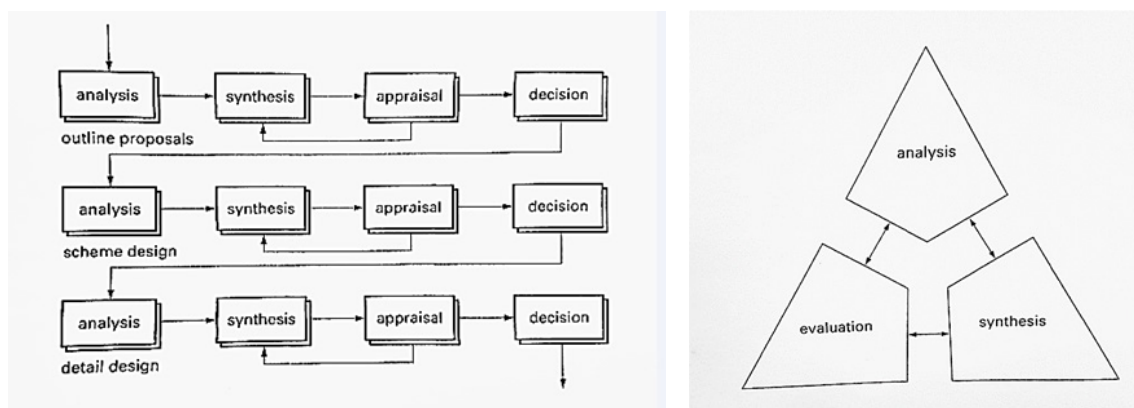 analysis synthesis appraisal decision
outline proposals
analysis synthesis appraisal decision
scheme design
analysis synthesis appraisal decision
detail design
analysis
evaluation synthesis